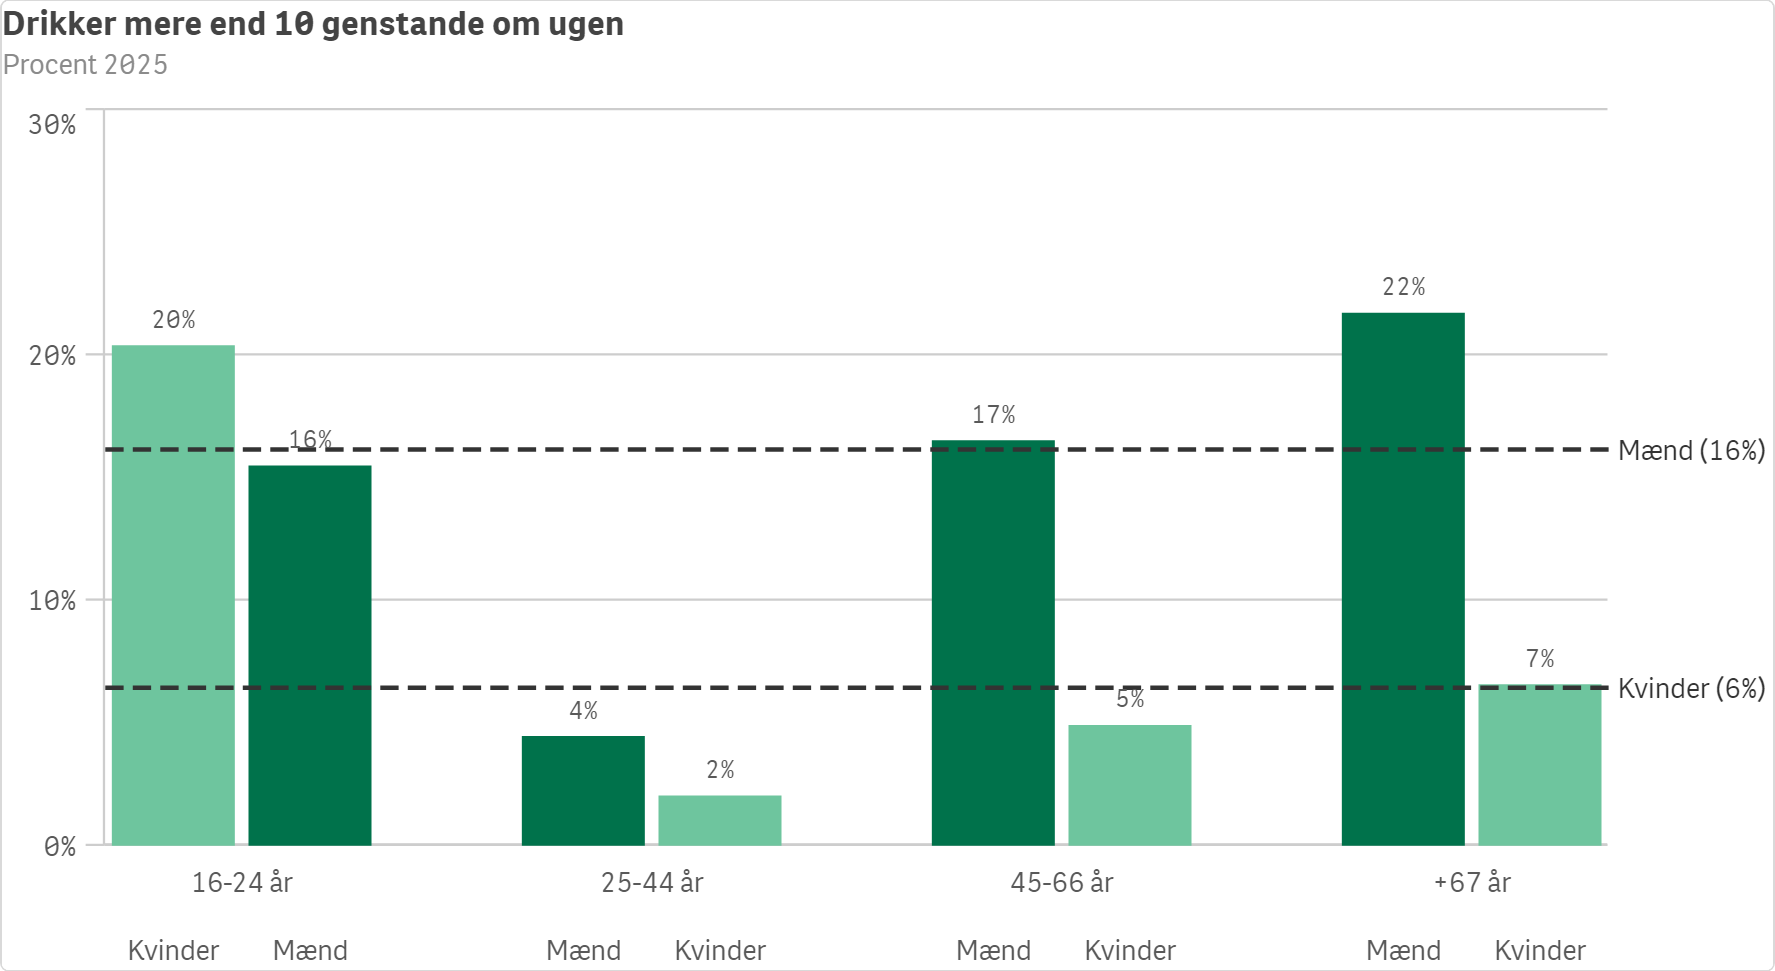 Drikker mere end 10 genstande om ugen
Procent 2025
30%
20%
10%
0%
20%
16%
4%
2%
17%
5%
22%
7%
Mænd (16%)
Kvinder (6%)
16-24 år
25-44 år
45-66 år
+67 år
Kvinder
Mænd
Mænd
Kvinder
Mænd
Kvinder
Mænd
Kvinder